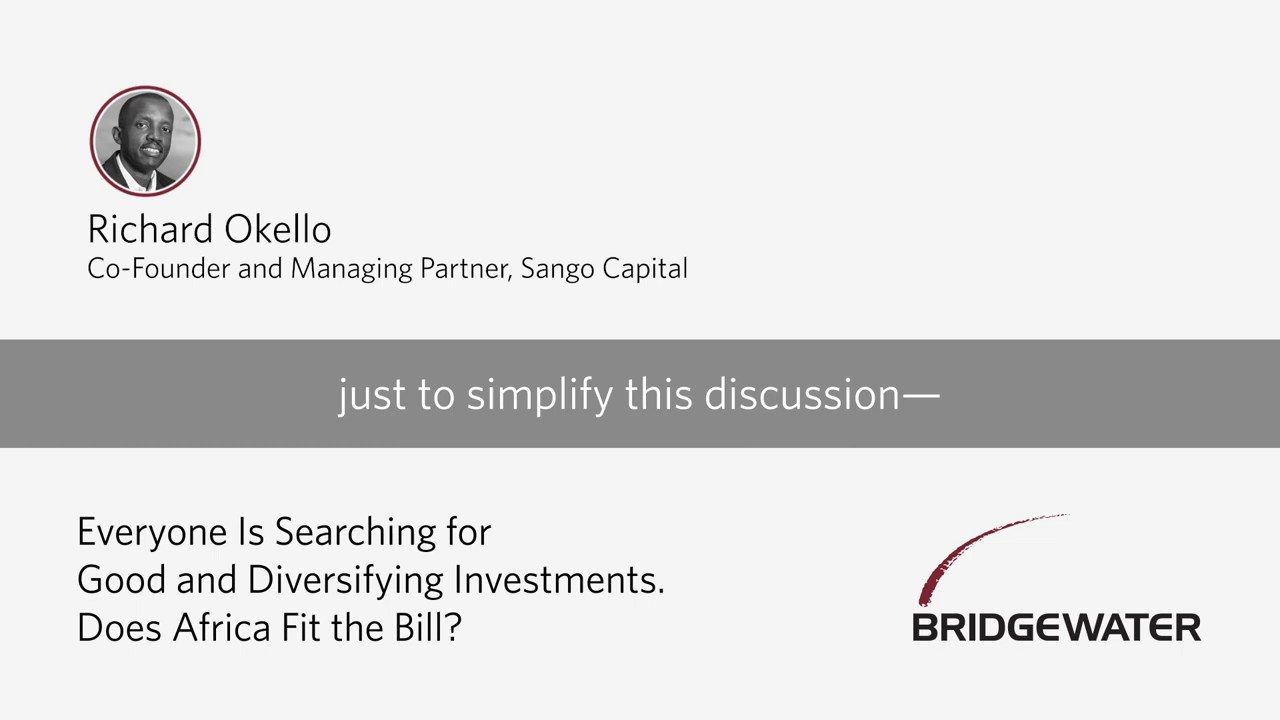 Richard Okello
Co-Founder and Managing Partner, Sango Capital
just to simplify this discussion—
Everyone Is Searching for
Good and Diversifying Investments.
Does Africa Fit the Bill?
BRIDGEWATER